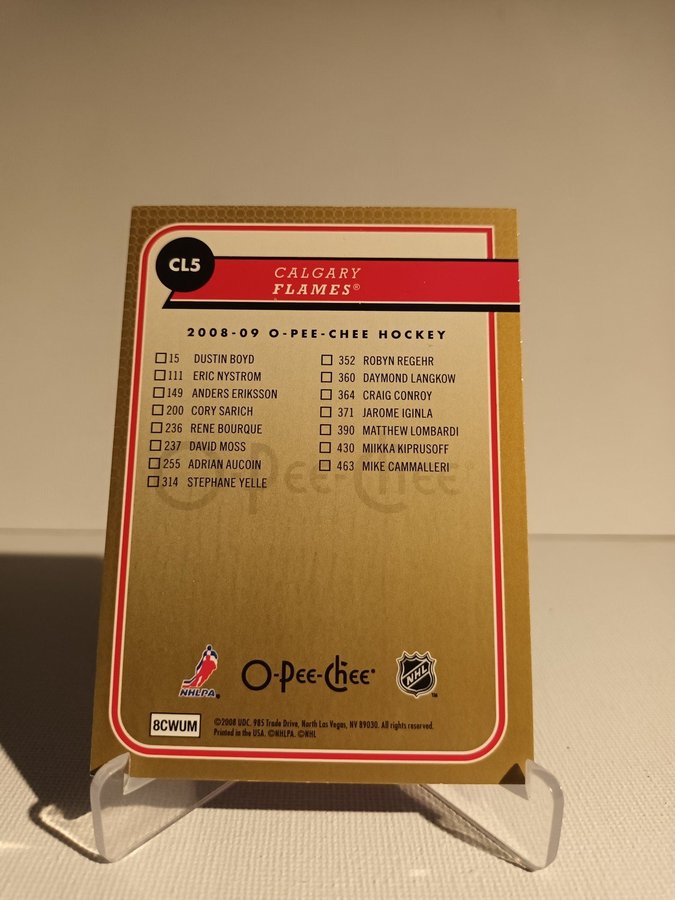 CL5
CALGARY
FLAMES®
2008-09 O-PEE-CHEE HOCKEY
15 DUSTIN BOYD
111 ERIC NYSTROM
149 ANDERS ERIKSSON
200 CORY SARICH
236 RENE BOURQUE
237 DAVID MOSS
255 ADRIAN AUCOIN
314 STEPHANE YELLE
352 ROBYN REGEHR
360 DAYMOND LANGKOW
364 CRAIG CONROY
371 JAROME IGINLA
390 MATTHEW LOMBARDI
430 MIIKKA KIPRUSOFF
463 MIKE CAMMALLERI
O-Pee-Chee
NHLPA®
O-Pee-Chee®
NHL
TM
8CWUM
©2008 UDC. 985 Trade Drive, North Las Vegas, NV 89030. All rights reserved.
Printed in the USA. ©NHLPA. ©NHL